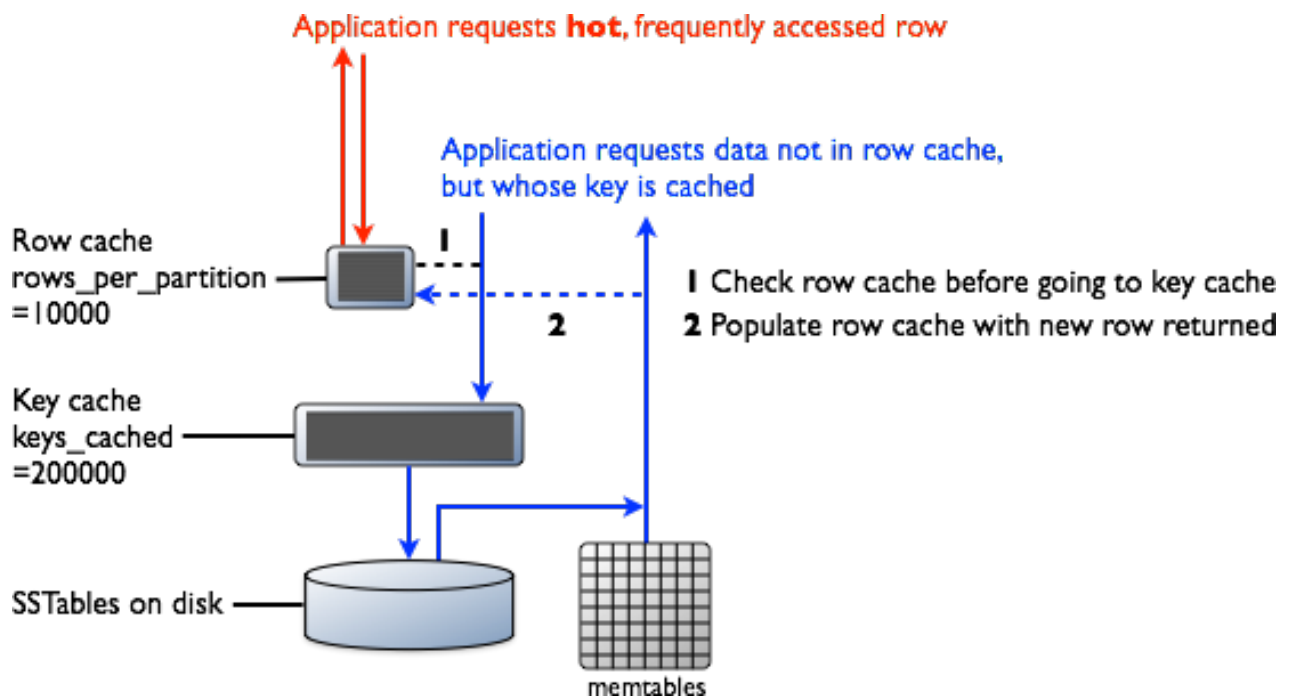 Application requests hot, frequently accessed row
Application requests data not in row cache,
but whose key is cached
Row cache
rows_per_partition
=10000
1
1 Check row cache before going to key cache
2
2 Populate row cache with new row returned
Key cache
keys_cached
=200000
SSTables on disk
memtables